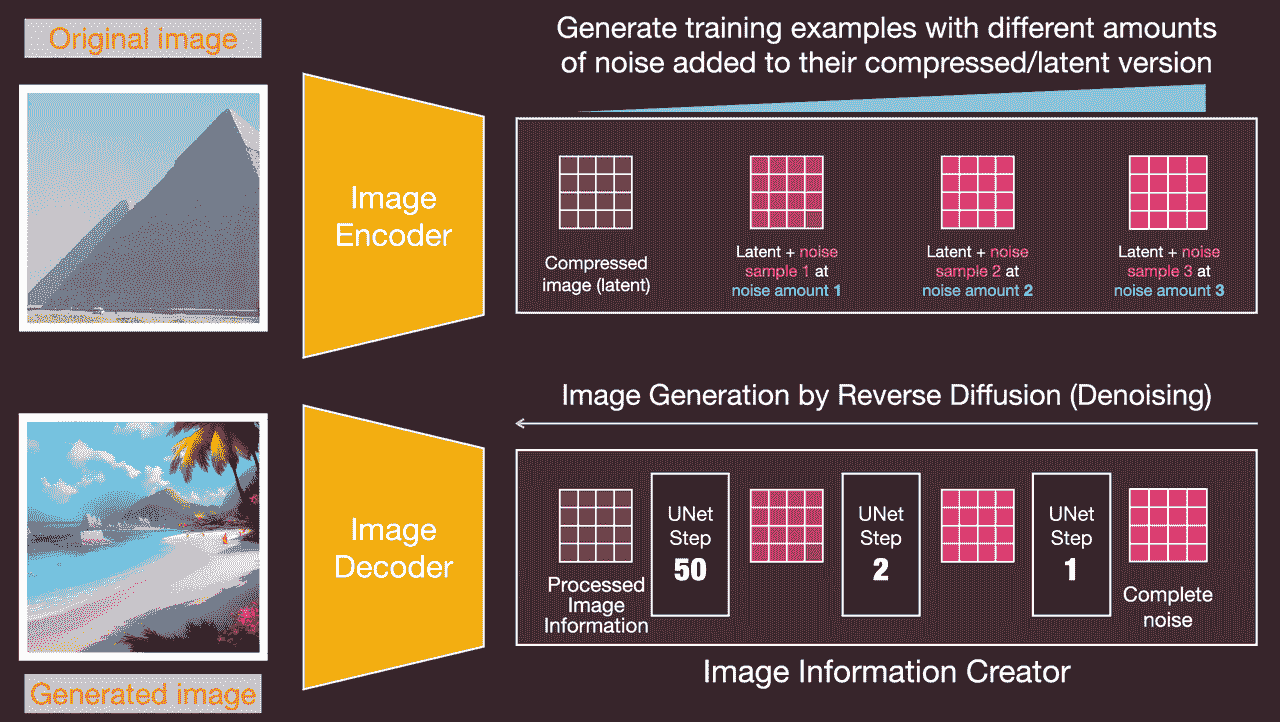 Original image
Generate training examples with different amounts
of noise added to their compressed/latent version
Image
Encoder
Compressed
image (latent)
Latent + noise
sample 1 at
noise amount 1
Latent + noise
sample 2 at
noise amount 2
Latent + noise
sample 3 at
noise amount 3
Image Generation by Reverse Diffusion (Denoising)
Image
Decoder
Processed
Image
Information
UNet
Step
50
UNet
Step
2
UNet
Step
1
Complete
noise
Generated image
Image Information Creator